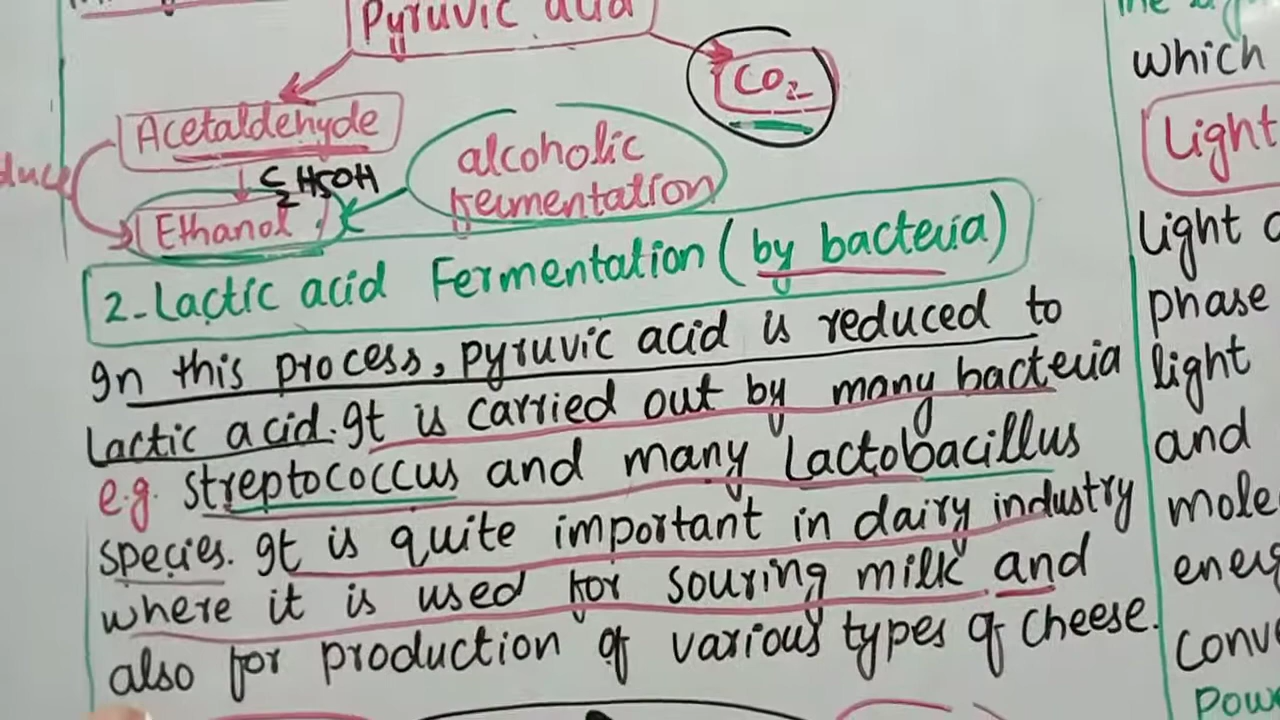 Pyruvic acid
CO2
Acetaldehyde
C2H5OH
alcoholic
fermentation
Ethanol
2-Lactic acid Fermentation (by bacteria)
In this process, pyruvic acid is reduced to
Lactic acid. It is carried out by many bacteria
e.g. streptococcus and many Lactobacillus
species. It is quite important in dairy industry
where it is used for souring milk and
also for production of various types of cheese.
which
Light
light
phase
light
and